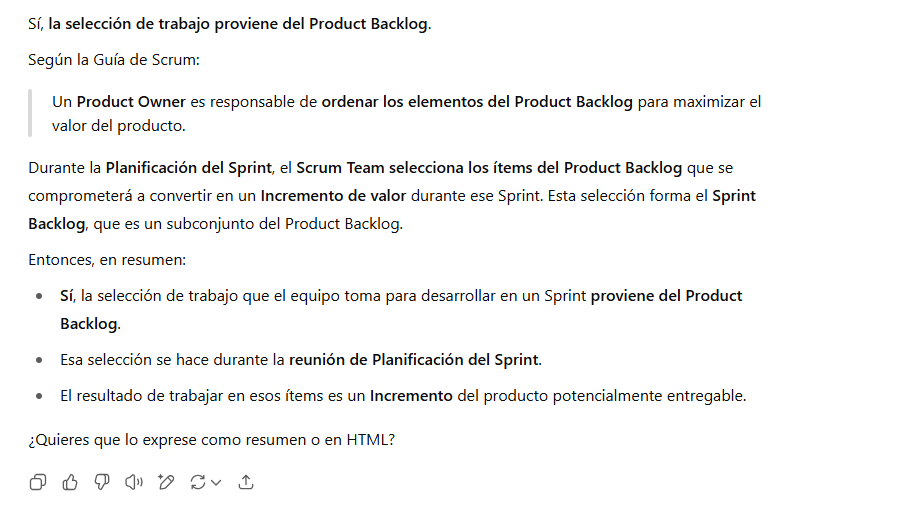 Sí, la selección de trabajo proviene del Product Backlog.
Según la Guía de Scrum:
Un Product Owner es responsable de ordenar los elementos del Product Backlog para maximizar el
valor del producto.
Durante la Planificación del Sprint, el Scrum Team selecciona los ítems del Product Backlog que se
comprometerá a convertir en un Incremento de valor durante ese Sprint. Esta selección forma el Sprint
Backlog, que es un subconjunto del Product Backlog.
Entonces, en resumen:
• Sí, la selección de trabajo que el equipo toma para desarrollar en un Sprint proviene del Product
Backlog.
• Esa selección se hace durante la reunión de Planificación del Sprint.
• El resultado de trabajar en esos ítems es un Incremento del producto potencialmente entregable.
¿Quieres que lo exprese como resumen o en HTML?